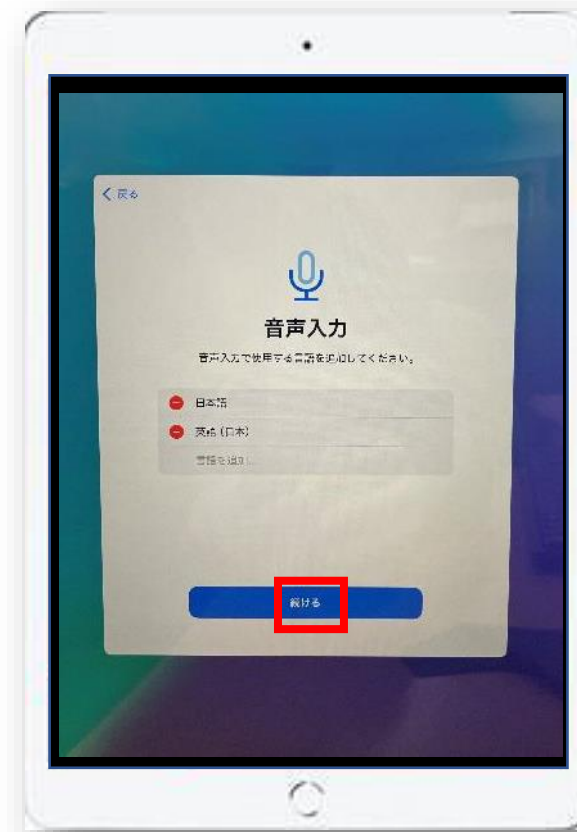 戻る
音声入力
音声入力で使用する言語を追加してください。
日本語
英語（日本）
言語を追加...
続ける